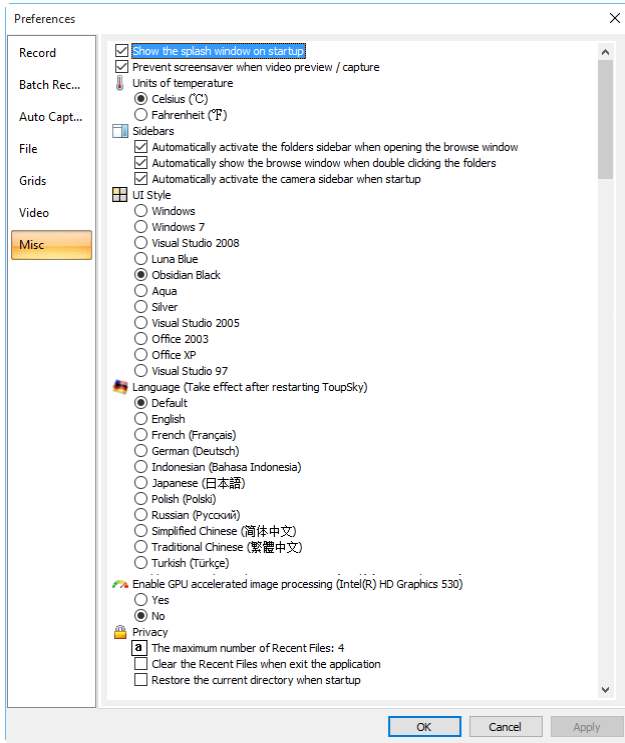 Preferences
Record
Batch Rec...
Auto Capt...
File
Grids
Video
Misc
Show the splash window on startup
Prevent screensaver when video preview / capture
Units of temperature
Celsius (℃)
Fahrenheit (℉)
Sidebars
Automatically activate the folders sidebar when opening the browse window
Automatically show the browse window when double clicking the folders
Automatically activate the camera sidebar when startup
UI Style
Windows
Windows 7
Visual Studio 2008
Luna Blue
Obsidian Black
Aqua
Silver
Visual Studio 2005
Office 2003
Office XP
Visual Studio 97
Language (Take effect after restarting ToupSky)
Default
English
French (Français)
German (Deutsch)
Indonesian (Bahasa Indonesia)
Japanese (日本語)
Polish (Polski)
Russian (Русский)
Simplified Chinese (简体中文)
Traditional Chinese (繁體中文)
Turkish (Türkçe)
Enable GPU accelerated image processing (Intel(R) HD Graphics 530)
Yes
No
Privacy
a The maximum number of Recent Files: 4
Clear the Recent Files when exit the application
Restore the current directory when startup
OK Cancel Apply